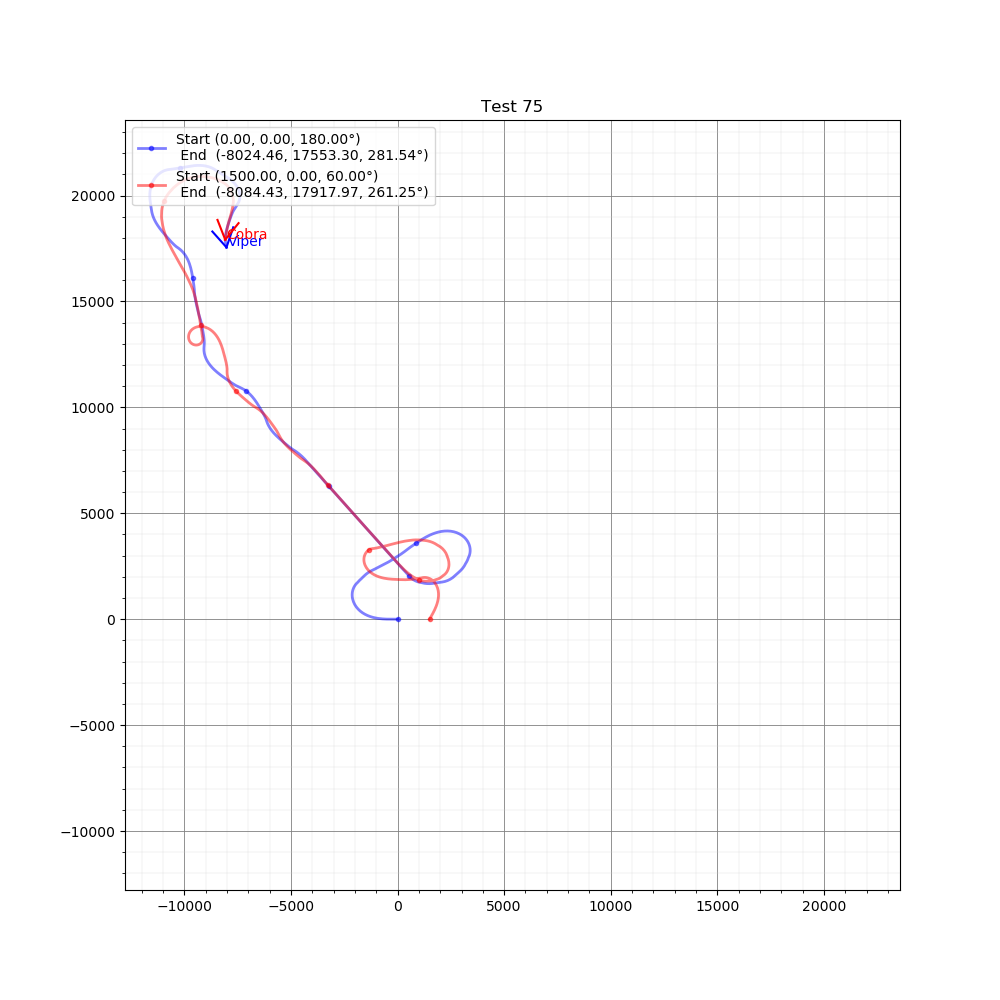 Test 75
Start (0.00, 0.00, 180.00°)
End (-8024.46, 17553.30, 281.54°)
Start (1500.00, 0.00, 60.00°)
End (-8084.43, 17917.97, 261.25°)
Cobra
Viper
20000
15000
10000
5000
0
−5000
−10000
−10000 −5000 0 5000 10000 15000 20000